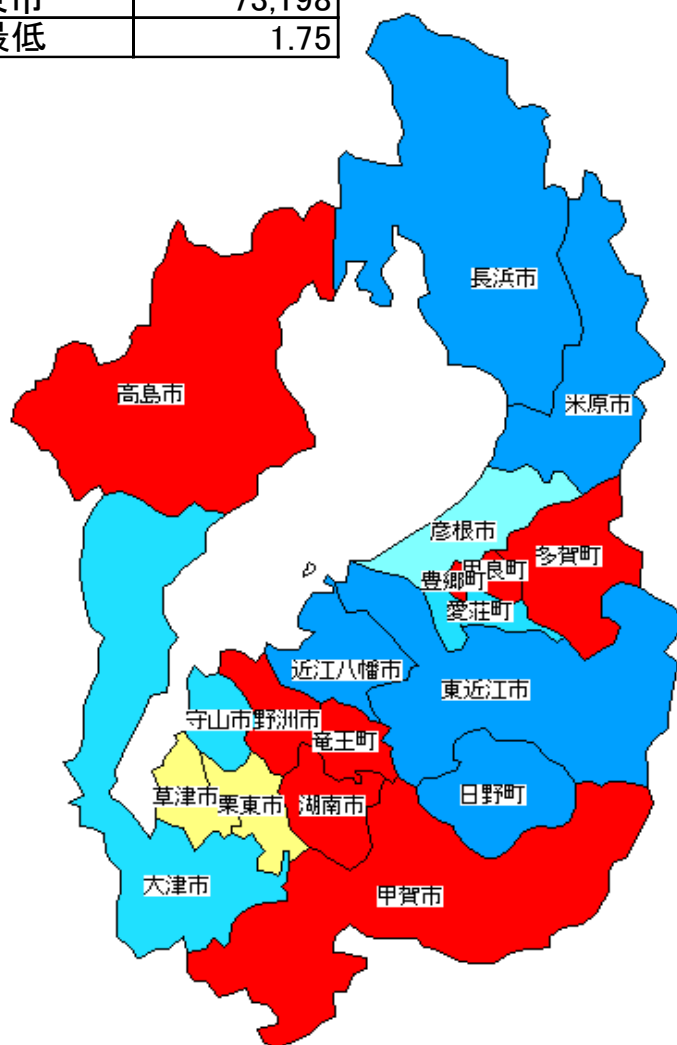 73,198
最低 1.75
長浜市
高島市
米原市
彦根市
多賀町
甲良町
豊郷町
愛荘町
近江八幡市
東近江市
守山市
野洲市
竜王町
草津市
栗東市
湖南市
日野町
大津市
甲賀市